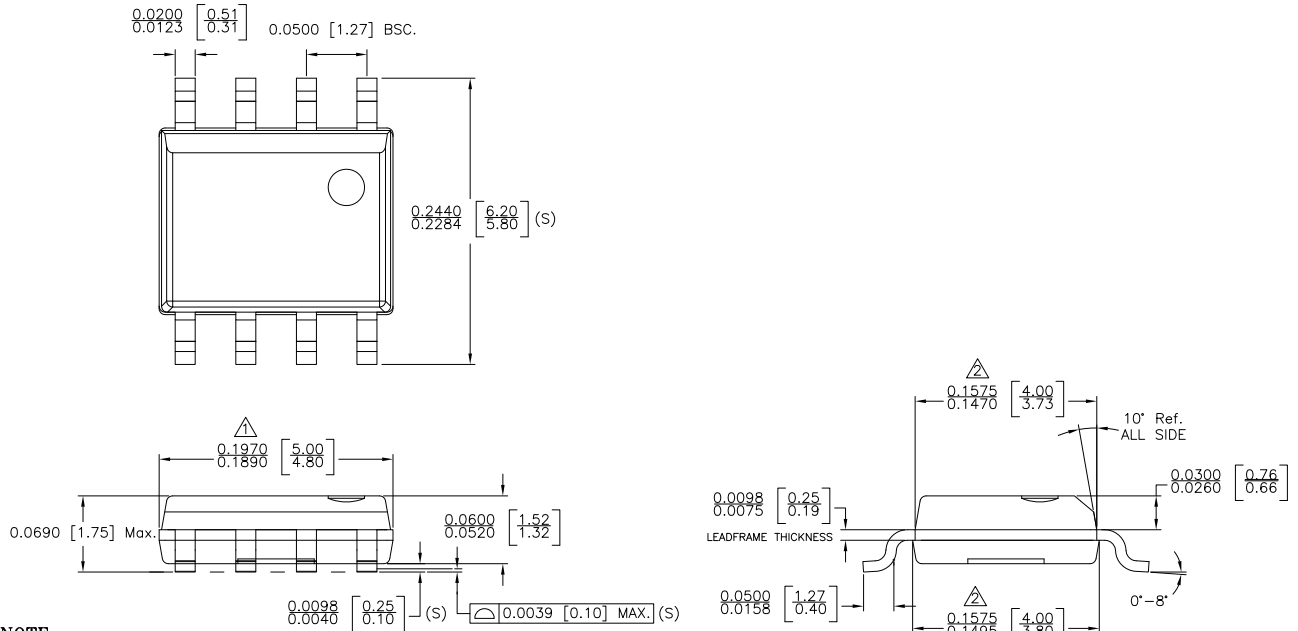 0.0200 [0.51]
0.0123 [0.31]
0.0500 [1.27] BSC.
0.2440 [6.20] (S)
0.2284 [5.80]
1
0.1970 [5.00]
0.1890 [4.80]
0.0690 [1.75] Max.
0.0600 [1.52]
0.0520 [1.32]
0.0098 [0.25] (S)
0.0040 [0.10]
0.0039 [0.10] MAX. (S)
2
0.1575 [4.00]
0.1470 [3.73]
10° Ref.
ALL SIDE
0.0300 [0.76]
0.0260 [0.66]
0.0098 [0.25]
0.0075 [0.19]
LEADFRAME THICKNESS
0.0500 [1.27]
0.0158 [0.40]
0°-8°
2
0.1575 [4.00]
0.1495 [3.80]
NOTE